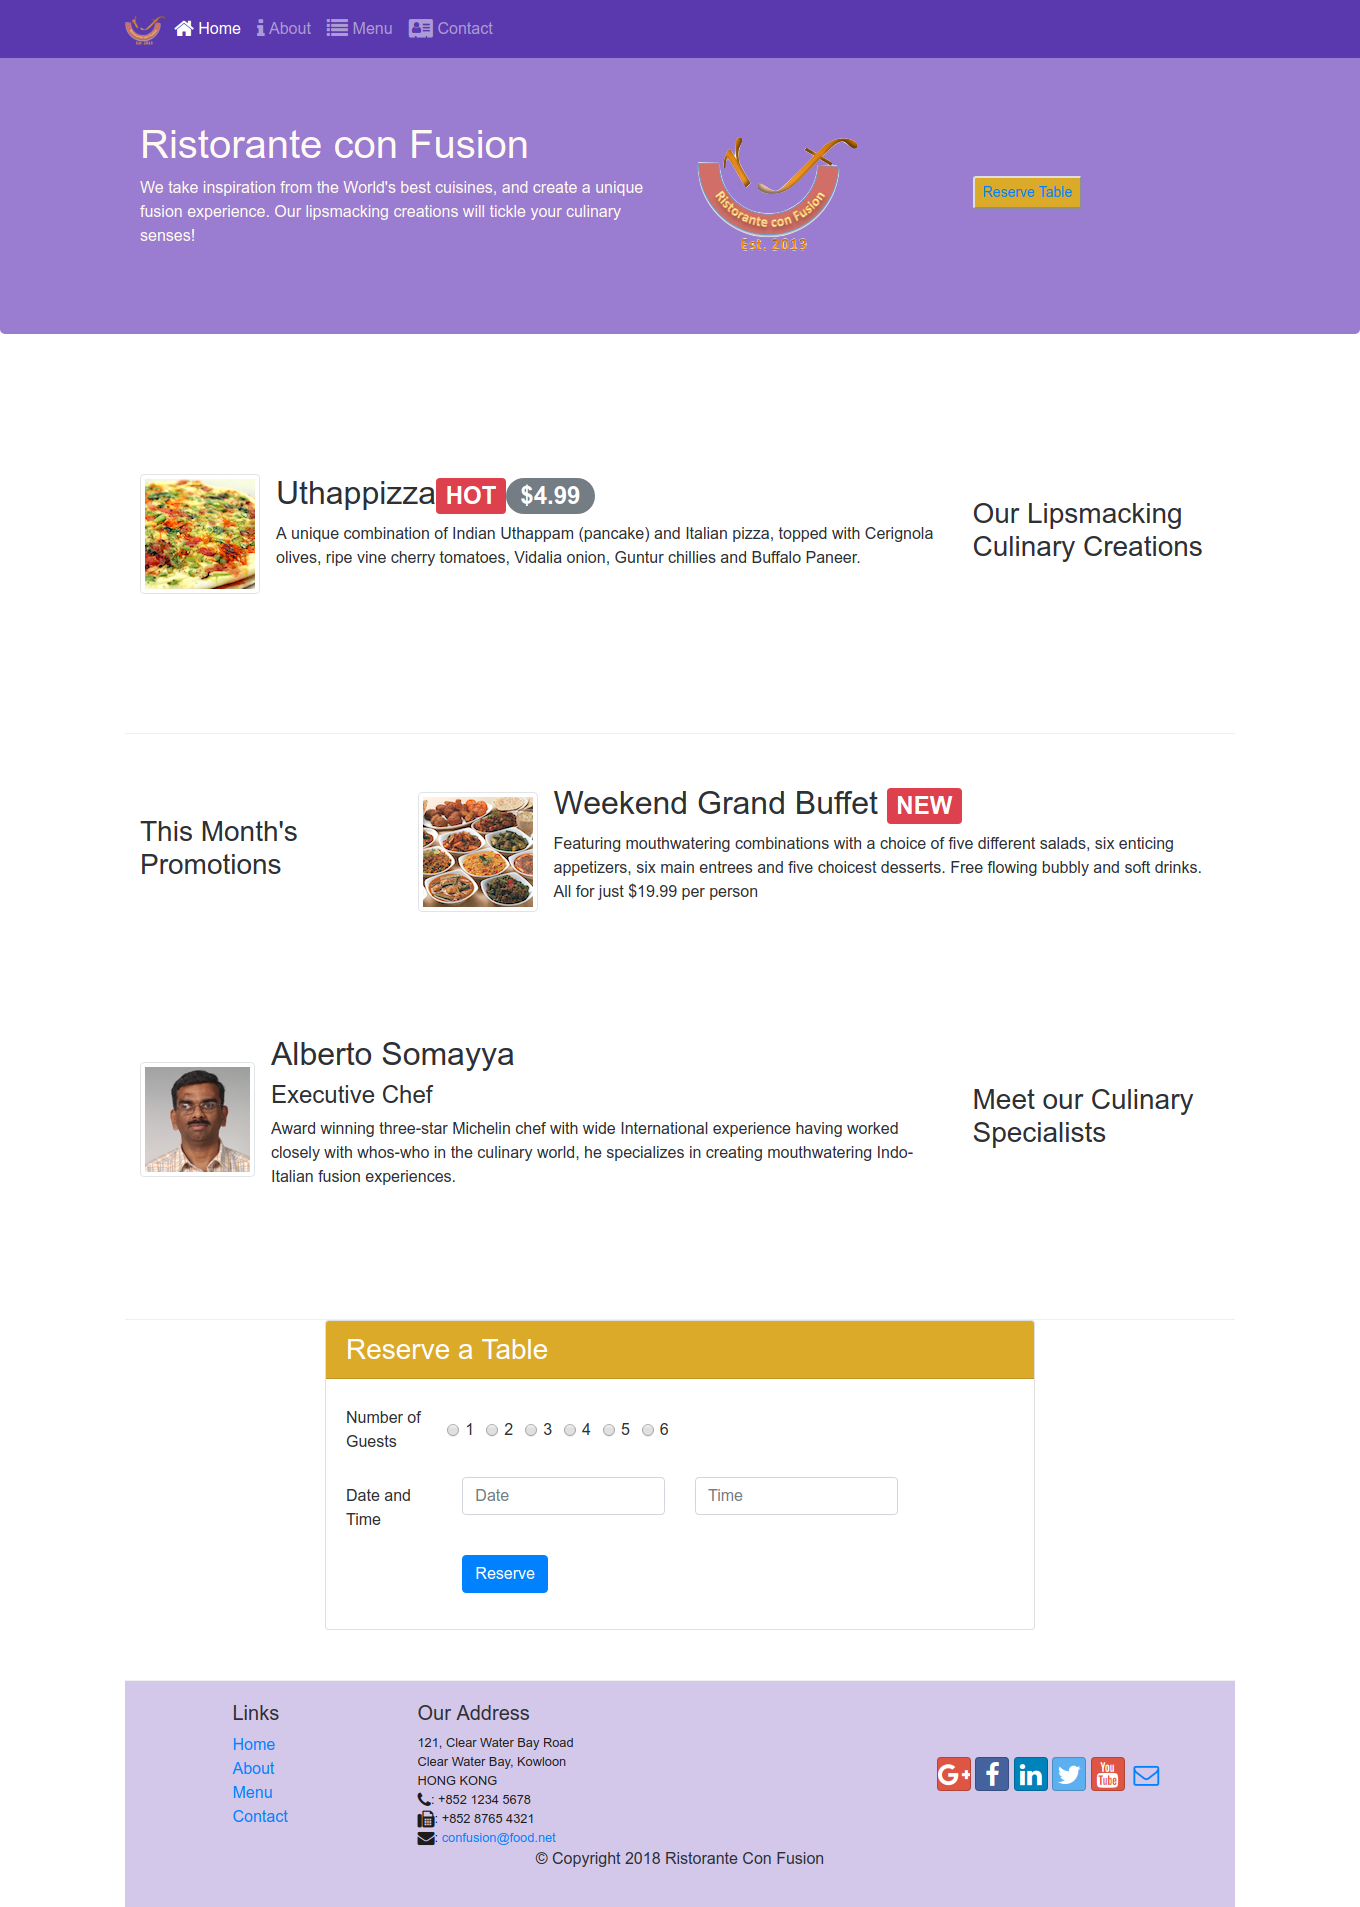 Home About Menu Contact
Ristorante con Fusion
We take inspiration from the World's best cuisines, and create a unique
fusion experience. Our lipsmacking creations will tickle your culinary
senses!
Ristorante con Fusion
Est. 2013
Reserve Table
Uthappizza HOT $4.99
A unique combination of Indian Uthappam (pancake) and Italian pizza, topped with Cerignola
olives, ripe vine cherry tomatoes, Vidalia onion, Guntur chillies and Buffalo Paneer.
Our Lipsmacking
Culinary Creations
This Month's
Promotions
Weekend Grand Buffet NEW
Featuring mouthwatering combinations with a choice of five different salads, six enticing
appetizers, six main entrees and five choicest desserts. Free flowing bubbly and soft drinks.
All for just $19.99 per person
Alberto Somayya
Executive Chef
Award winning three-star Michelin chef with wide International experience having worked
closely with whos-who in the culinary world, he specializes in creating mouthwatering Indo-
Italian fusion experiences.
Meet our Culinary
Specialists
Reserve a Table
Number of
Guests
1 2 3 4 5 6
Date and
Time
Date
Time
Reserve
Links
Home
About
Menu
Contact
Our Address
121, Clear Water Bay Road
Clear Water Bay, Kowloon
HONG KONG
: +852 1234 5678
: +852 8765 4321
: confusion@food.net
G+ f in You Tube
© Copyright 2018 Ristorante Con Fusion